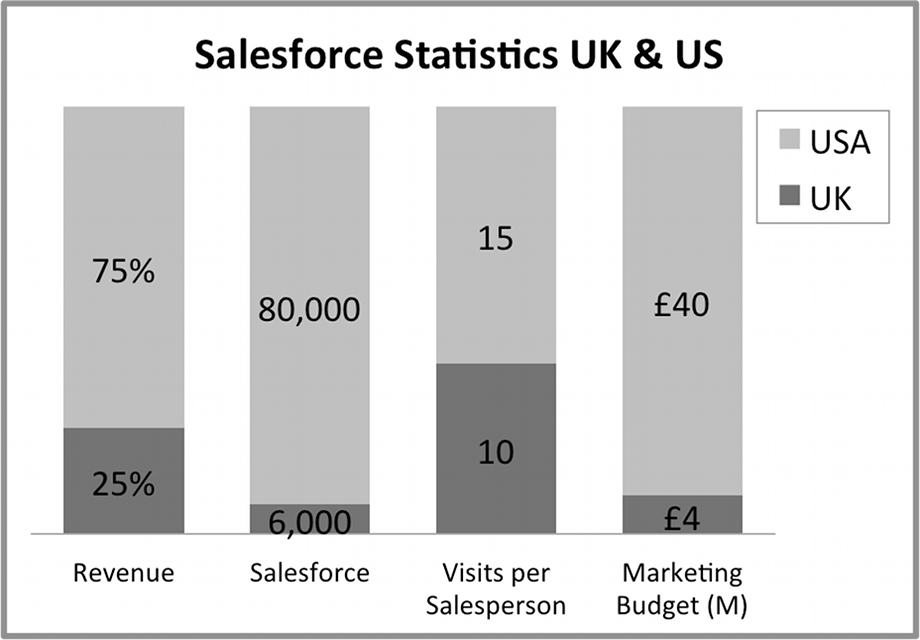 Salesforce Statistics UK & US
USA
UK
75%
80,000
15
£40
25%
6,000
10
£4
Revenue
Salesforce
Visits per
Salesperson
Marketing
Budget (M)